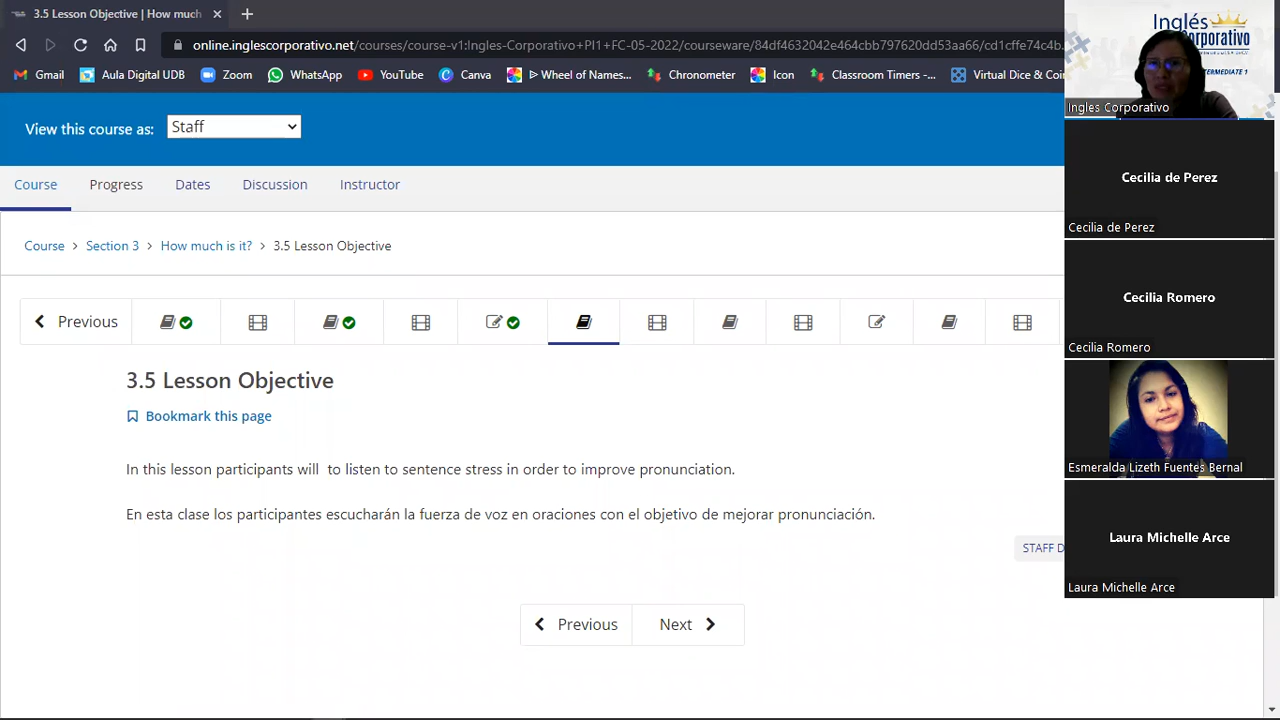 3.5 Lesson Objective | How much
online.inglescorporativo.net/courses/course-v1:Ingles-Corporativo+PI1+FC-05-2022/courseware/84df4632042e464cbb797620dd53ad66/cd1cffe74c4b.
Gmail Aula Digital UDB Zoom WhatsApp YouTube Canva ᐅ Wheel of Names... Chronometer Icon Classroom Timers -... Virtual Dice & Coin
View this course as: Staff
Course Progress Dates Discussion Instructor
Course > Section 3 > How much is it? > 3.5 Lesson Objective
Previous
3.5 Lesson Objective
Bookmark this page
In this lesson participants will to listen to sentence stress in order to improve pronunciation.
En esta clase los participantes escucharán la fuerza de voz en oraciones con el objetivo de mejorar pronunciación.
STAFF D
Previous Next
Inglés
Corporativo
INTERMEDIATE 1
Ingles Corporativo
Cecilia de Perez
Cecilia de Perez
Cecilia Romero
Cecilia Romero
Esmeralda Lizeth Fuentes Bernal
Laura Michelle Arce
Laura Michelle Arce